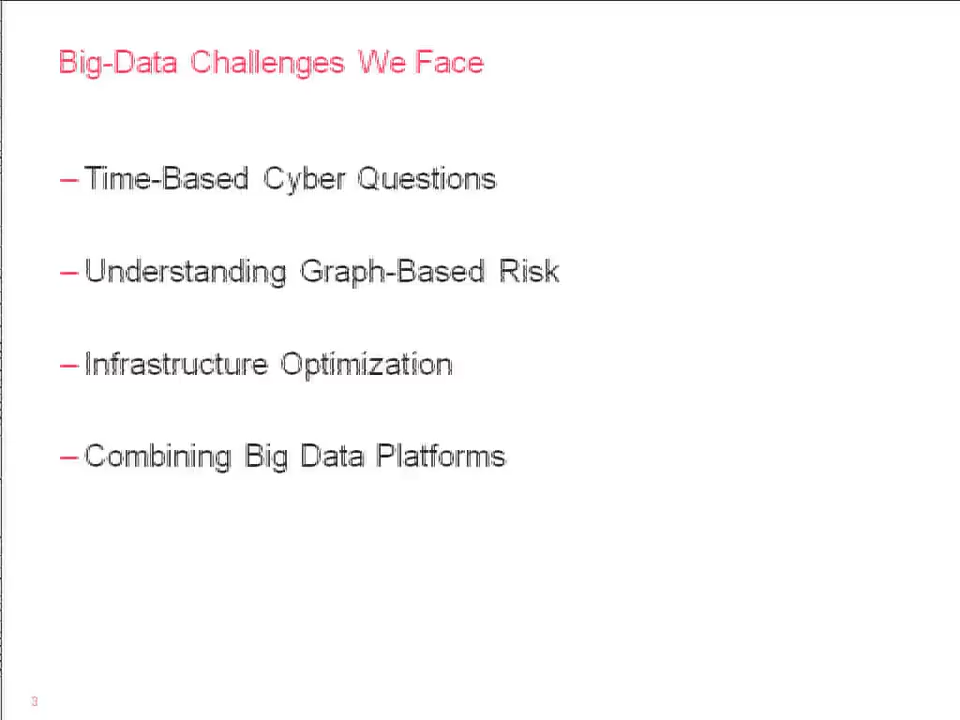 Big-Data Challenges We Face
– Time-Based Cyber Questions
– Understanding Graph-Based Risk
– Infrastructure Optimization
– Combining Big Data Platforms
3